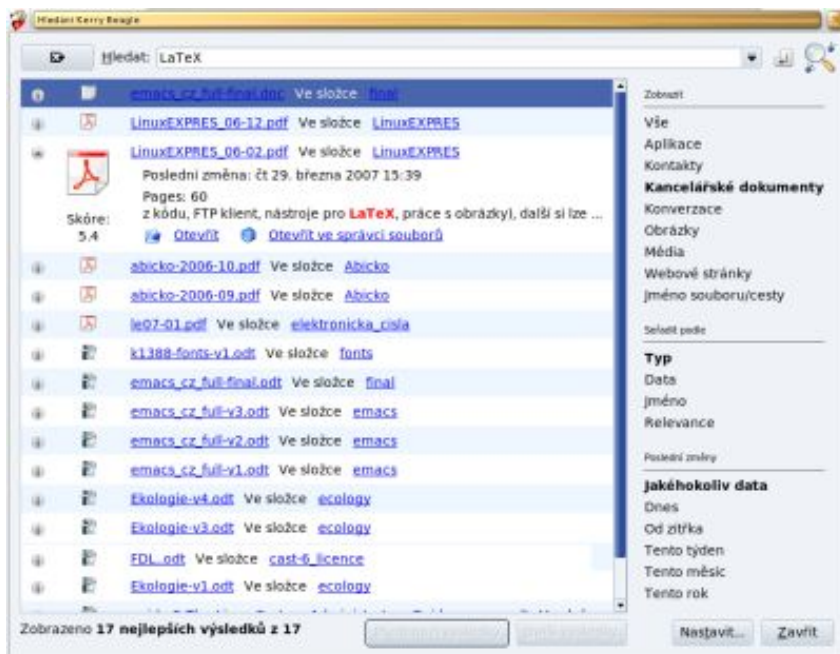 Hledání Kerry Beagle
Hledat: LaTeX
emacs_cz_full-final.doc Ve složce final
LinuxEXPRES_06-12.pdf Ve složce LinuxEXPRES
LinuxEXPRES_06-02.pdf Ve složce LinuxEXPRES
Poslední změna: čt 29. března 2007 15:39
Pages: 60
z kódu, FTP klient, nástroje pro LaTeX, práce s obrázky), další si lze ...
Skóre:
5.4
Otevřít Otevřít ve správci souborů
abicko-2006-10.pdf Ve složce Abicko
abicko-2006-09.pdf Ve složce Abicko
le07-01.pdf Ve složce elektronicka_cisla
k1388-fonts-v1.odt Ve složce fonts
emacs_cz_full-final.odt Ve složce final
emacs_cz_full-v3.odt Ve složce emacs
emacs_cz_full-v2.odt Ve složce emacs
emacs_cz_full-v1.odt Ve složce emacs
Ekologie-v4.odt Ve složce ecology
Ekologie-v3.odt Ve složce ecology
FDL.odt Ve složce cast-6_licence
Ekologie-v1.odt Ve složce ecology
Zobrazit
Vše
Aplikace
Kontakty
Kancelářské dokumenty
Konverzace
Obrázky
Média
Webové stránky
Jméno souboru/cesty
Seřadit podle
Typ
Data
Jméno
Relevance
Poslední změny
Jakéhokoliv data
Dnes
Od zítřka
Tento týden
Tento měsíc
Tento rok
Zobrazeno 17 nejlepších výsledků z 17
Nastavit... Zavřít